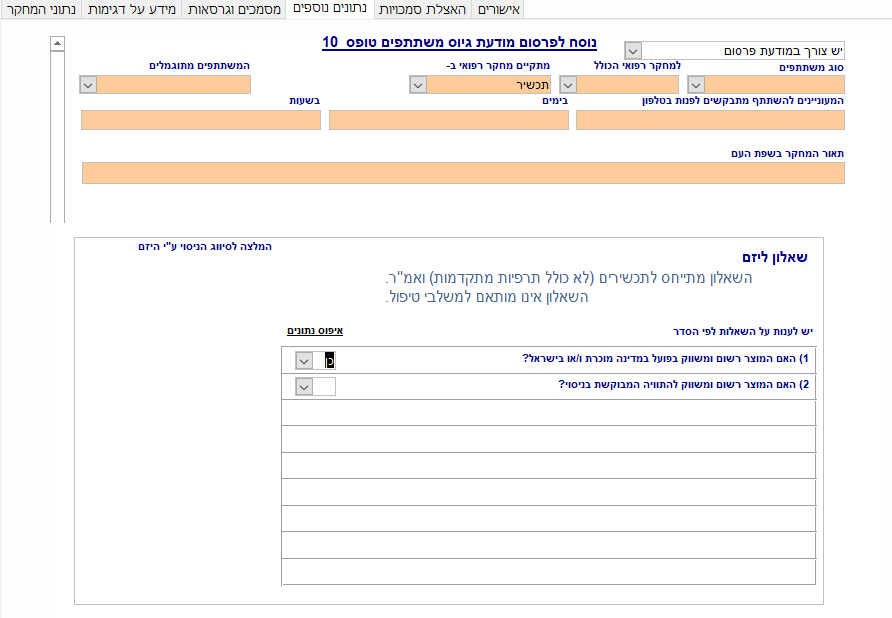 אישורים האצלת סמכויות נתונים נוספים מסמכים וגרסאות מידע על דגימות נתוני המחקר
יש צורך במודעת פרסום נוסח לפרסום מודעת גיוס משתתפים טופס 10
סוג משתתפים למחקר רפואי הכולל מתקיים מחקר רפואי ב- המשתתפים מתוגמלים
תכשיר
המעוניינים להשתתף מתבקשים לפנות בטלפון בימים בשעות
תאור המחקר בשפת העם
המלצה לסיווג הניסוי ע"י היזם
שאלון ליזם
השאלון מתייחס לתכשירים (לא כולל תרפיות מתקדמות) ואמ"ר.
השאלון אינו מותאם למשלבי טיפול.
יש לענות על השאלות לפי הסדר איפוס נתונים
1) האם המוצר רשום ומשווק בפועל במדינה מוכרת ו/או בישראל? כן
2) האם המוצר רשום ומשווק להתוויה המבוקשת בניסוי?